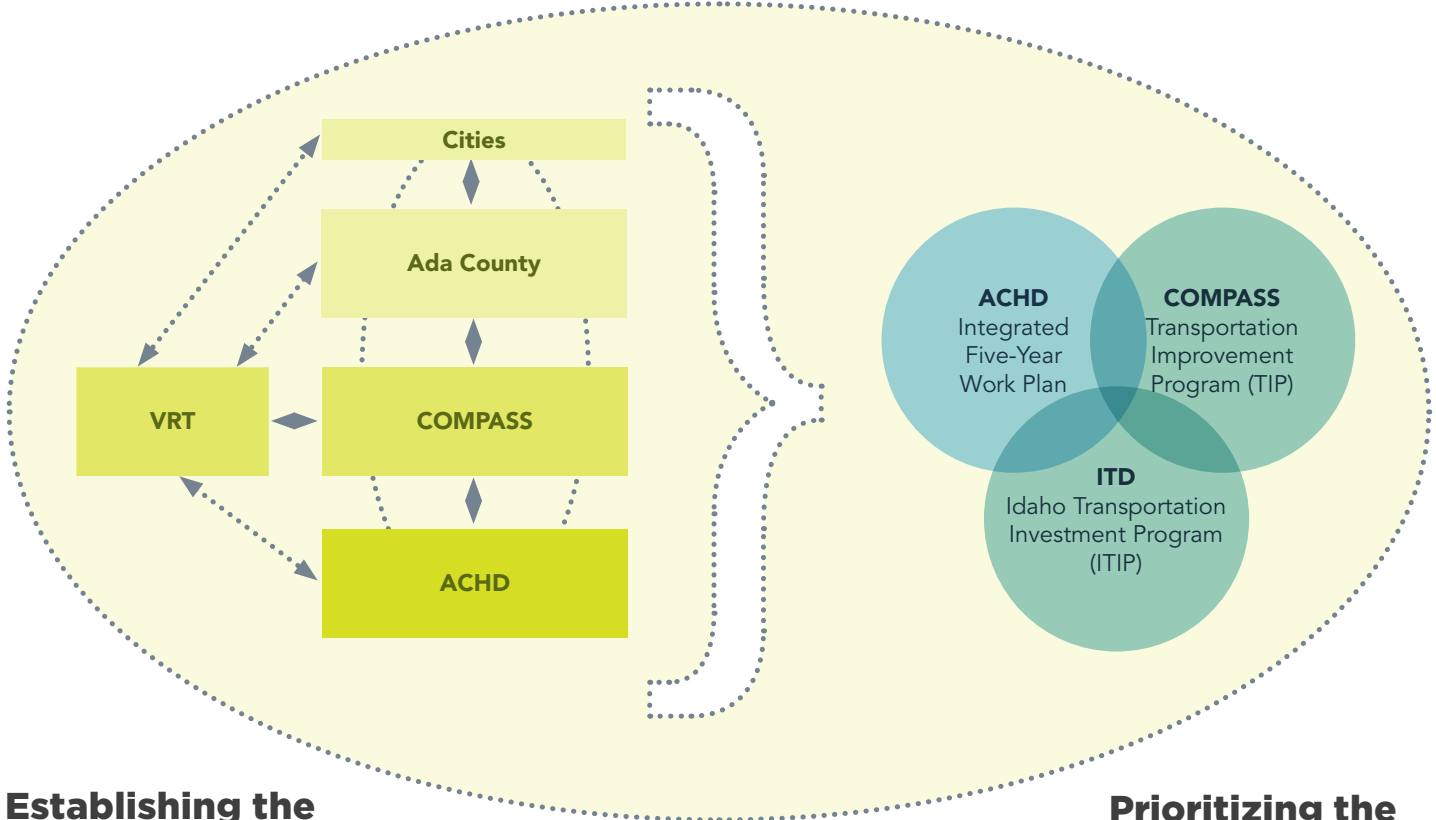 Cities
Ada County
VRT
COMPASS
ACHD
ACHD
Integrated
Five-Year
Work Plan
COMPASS
Transportation
Improvement
Program (TIP)
ITD
Idaho Transportation
Investment Program
(ITIP)
Establishing the
Prioritizing the